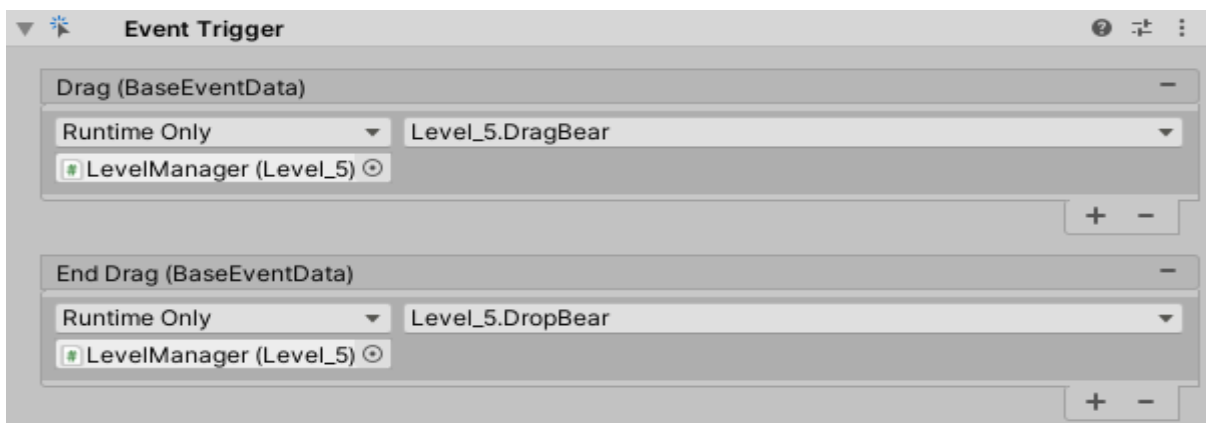 Event Trigger
Drag (BaseEventData)
Runtime Only Level_5.DragBear
LevelManager (Level_5)
End Drag (BaseEventData)
Runtime Only Level_5.DropBear
LevelManager (Level_5)